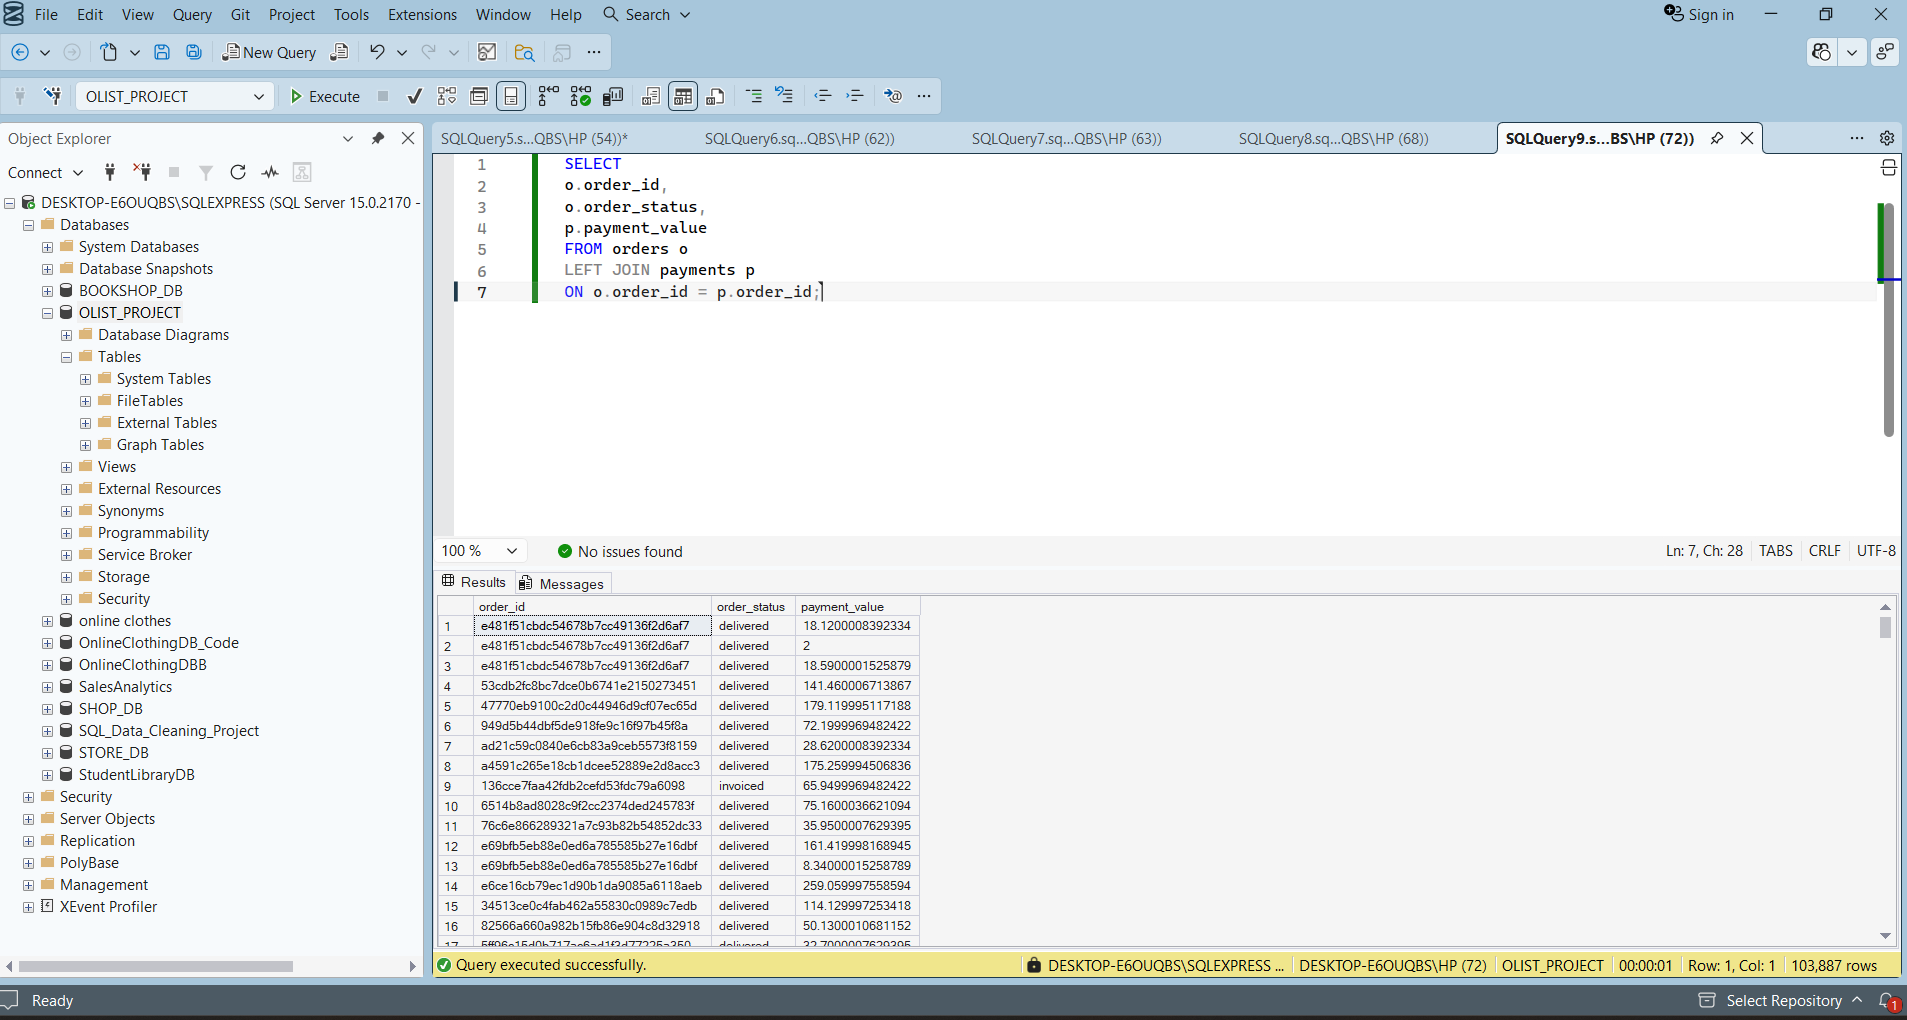 File Edit View Query Git Project Tools Extensions Window Help Search Sign in
New Query
OLIST_PROJECT Execute
Object Explorer
Connect
DESKTOP-E6OUQBS\SQLEXPRESS (SQL Server 15.0.2170 -
Databases
System Databases
Database Snapshots
BOOKSHOP_DB
OLIST_PROJECT
Database Diagrams
Tables
System Tables
FileTables
External Tables
Graph Tables
Views
External Resources
Synonyms
Programmability
Service Broker
Storage
Security
online clothes
OnlineClothingDB_Code
OnlineClothingDBB
SalesAnalytics
SHOP_DB
SQL_Data_Cleaning_Project
STORE_DB
StudentLibraryDB
Security
Server Objects
Replication
PolyBase
Management
XEvent Profiler
SQLQuery5.s...QBS\HP (54))* SQLQuery6.sq...QBS\HP (62)) SQLQuery7.sq...QBS\HP (63)) SQLQuery8.sq...QBS\HP (68)) SQLQuery9.s...BS\HP (72))
1 SELECT
2 o.order_id,
3 o.order_status,
4 p.payment_value
5 FROM orders o
6 LEFT JOIN payments p
7 ON o.order_id = p.order_id;
100 % No issues found Ln: 7, Ch: 28 TABS CRLF UTF-8
Results Messages
order_id order_status payment_value
1 e481f51cbdc54678b7cc49136f2d6af7 delivered 18.1200008392334
2 e481f51cbdc54678b7cc49136f2d6af7 delivered 2
3 e481f51cbdc54678b7cc49136f2d6af7 delivered 18.5900001525879
4 53cdb2fc8bc7dce0b6741e2150273451 delivered 141.460006713867
5 47770eb9100c2d0c44946d9cf07ec65d delivered 179.119995117188
6 949d5b44dbf5de918fe9c16f97b45f8a delivered 72.1999969482422
7 ad21c59c0840e6cb83a9ceb5573f8159 delivered 28.6200008392334
8 a4591c265e18cb1dcee52889e2d8acc3 delivered 175.259994506836
9 136cce7faa42fdb2cefd53fdc79a6098 invoiced 65.9499969482422
10 6514b8ad8028c9f2cc2374ded245783f delivered 75.1600036621094
11 76c6e866289321a7c93b82b54852dc33 delivered 35.9500007629395
12 e69bfb5eb88e0ed6a785585b27e16dbf delivered 161.419998168945
13 e69bfb5eb88e0ed6a785585b27e16dbf delivered 8.34000015258789
14 e6ce16cb79ec1d90b1da9085a6118aeb delivered 259.059997558594
15 34513ce0c4fab462a55830c0989c7edb delivered 114.129997253418
16 82566a660a982b15fb86e904c8d32918 delivered 50.1300010681152
17 5ff96c15d0b717ac6ad1f3d77225a350 delivered 32.7000007629395
Query executed successfully. DESKTOP-E6OUQBS\SQLEXPRESS ... DESKTOP-E6OUQBS\HP (72) OLIST_PROJECT 00:00:01 Row: 1, Col: 1 103,887 rows
Ready Select Repository 1